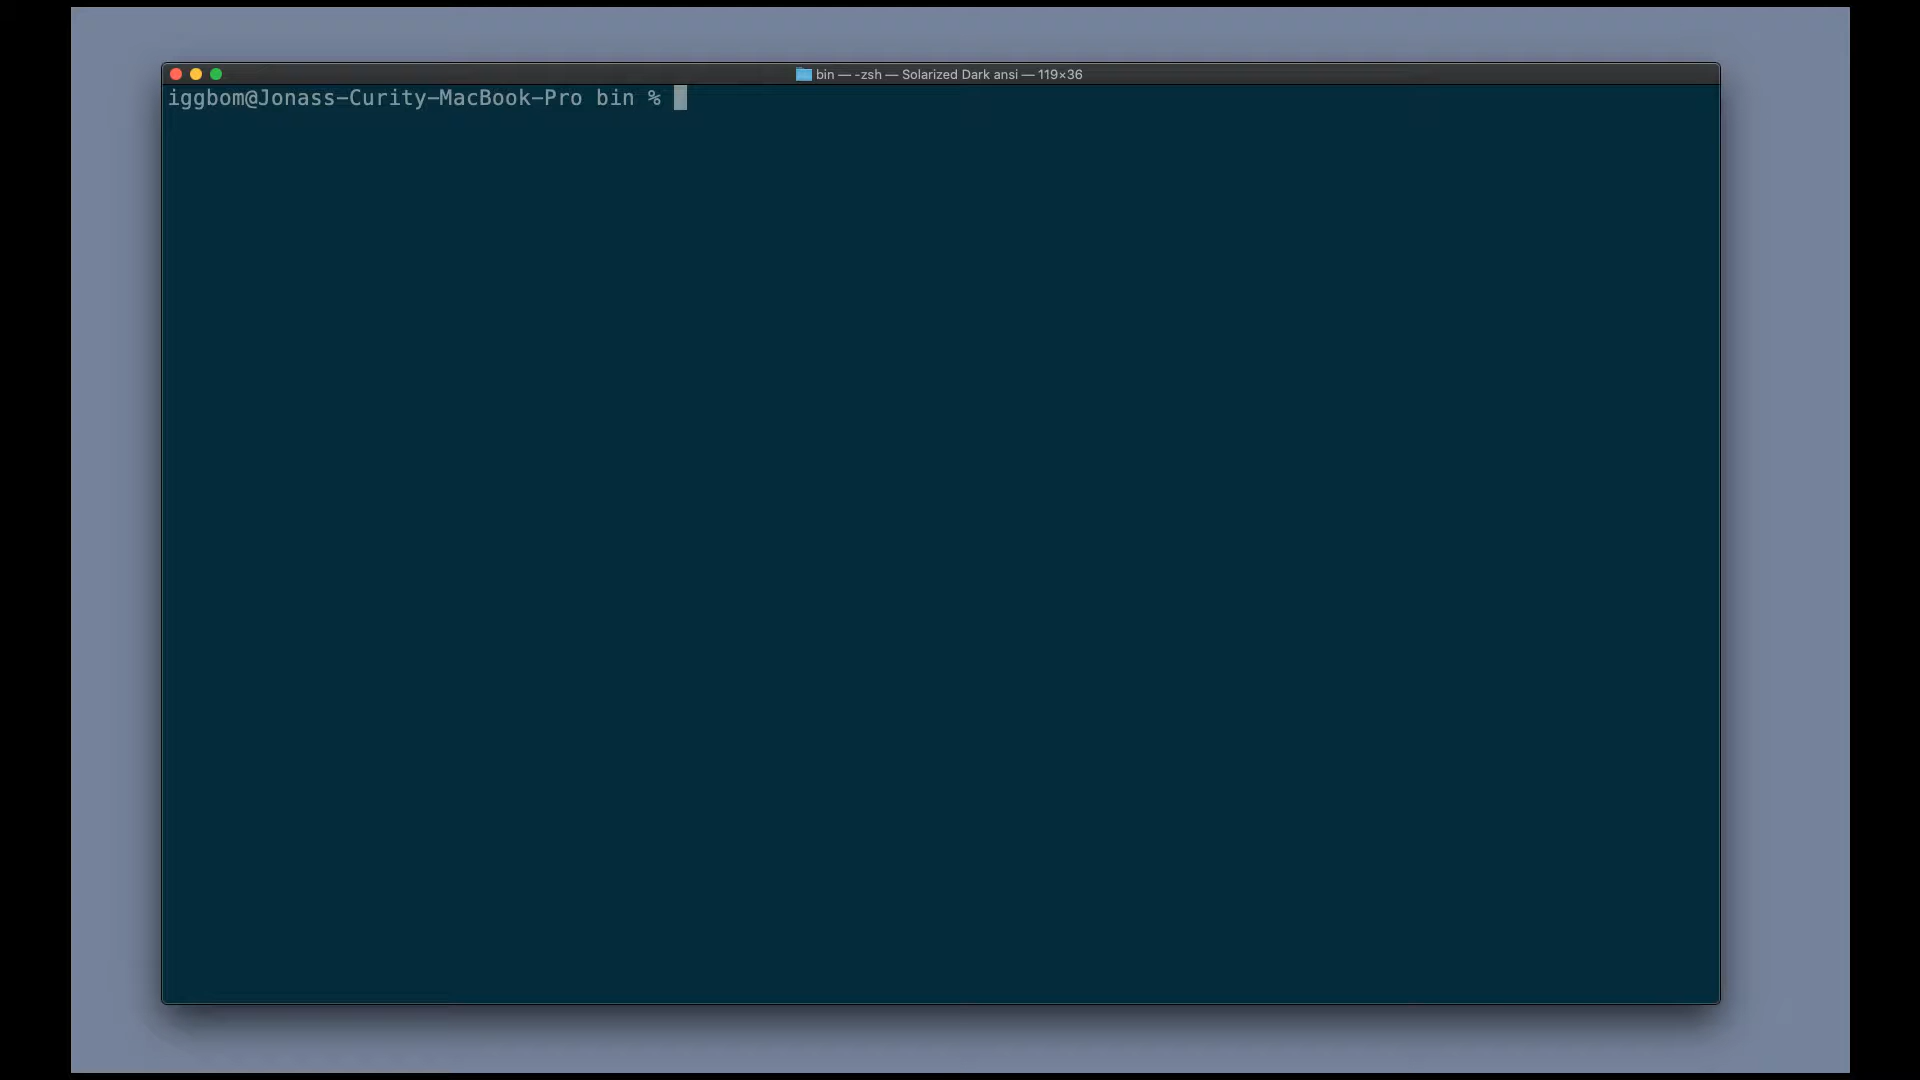 bin — -zsh — Solarized Dark ansi — 119×36
iggbom@Jonass-Curity-MacBook-Pro bin %